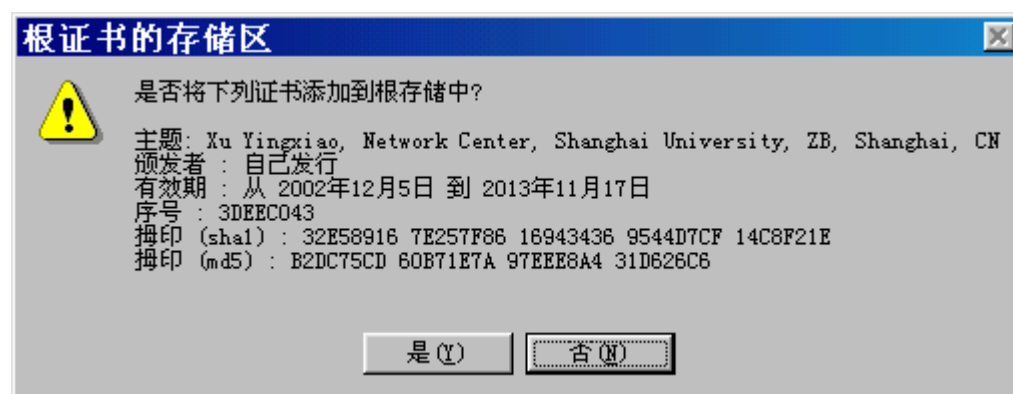 根证书的存储区
是否将下列证书添加到根存储中?
主题: Xu Yingxiao, Network Center, Shanghai University, ZB, Shanghai, CN
颁发者 : 自己发行
有效期 : 从 2002年12月5日 到 2013年11月17日
序号 : 3DEEC043
拇印 (sha1) : 32E58916 7E257F86 16943436 9544D7CF 14C8F21E
拇印 (md5) : B2DC75CD 60B71E7A 97EEE8A4 31D626C6
是(Y)
否(N)